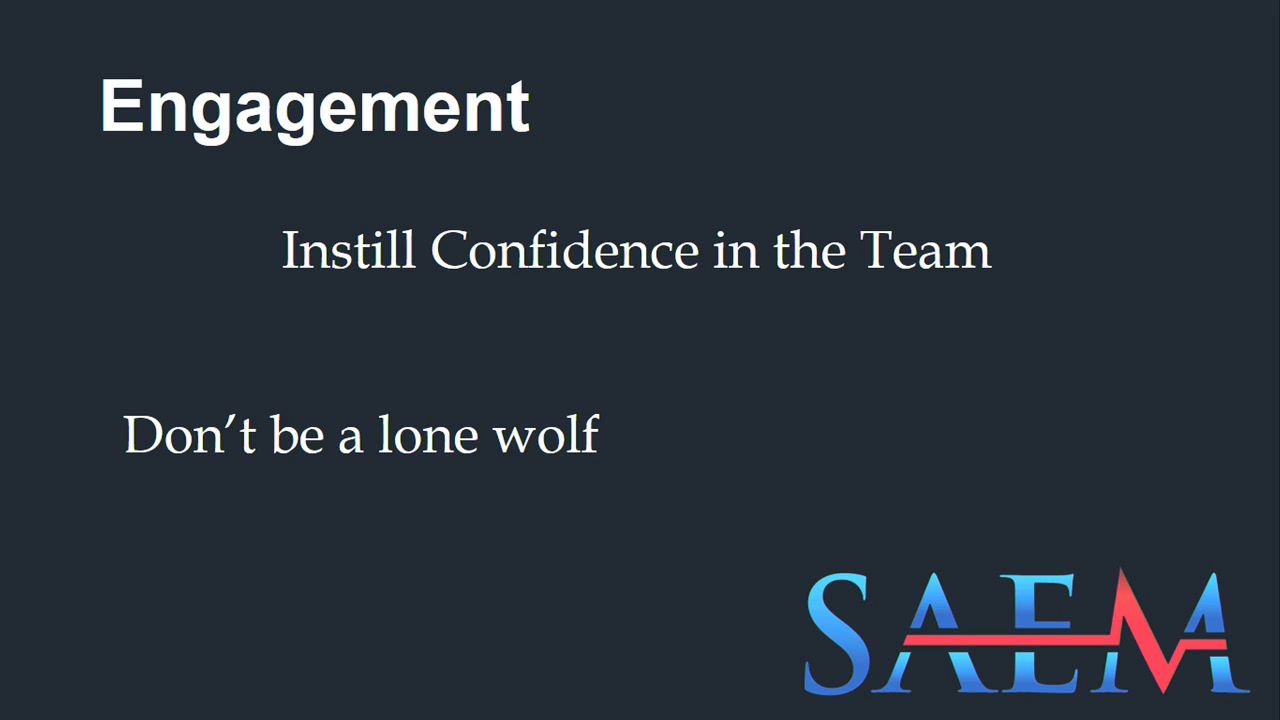 Engagement
Instill Confidence in the Team
Don’t be a lone wolf
SAEM